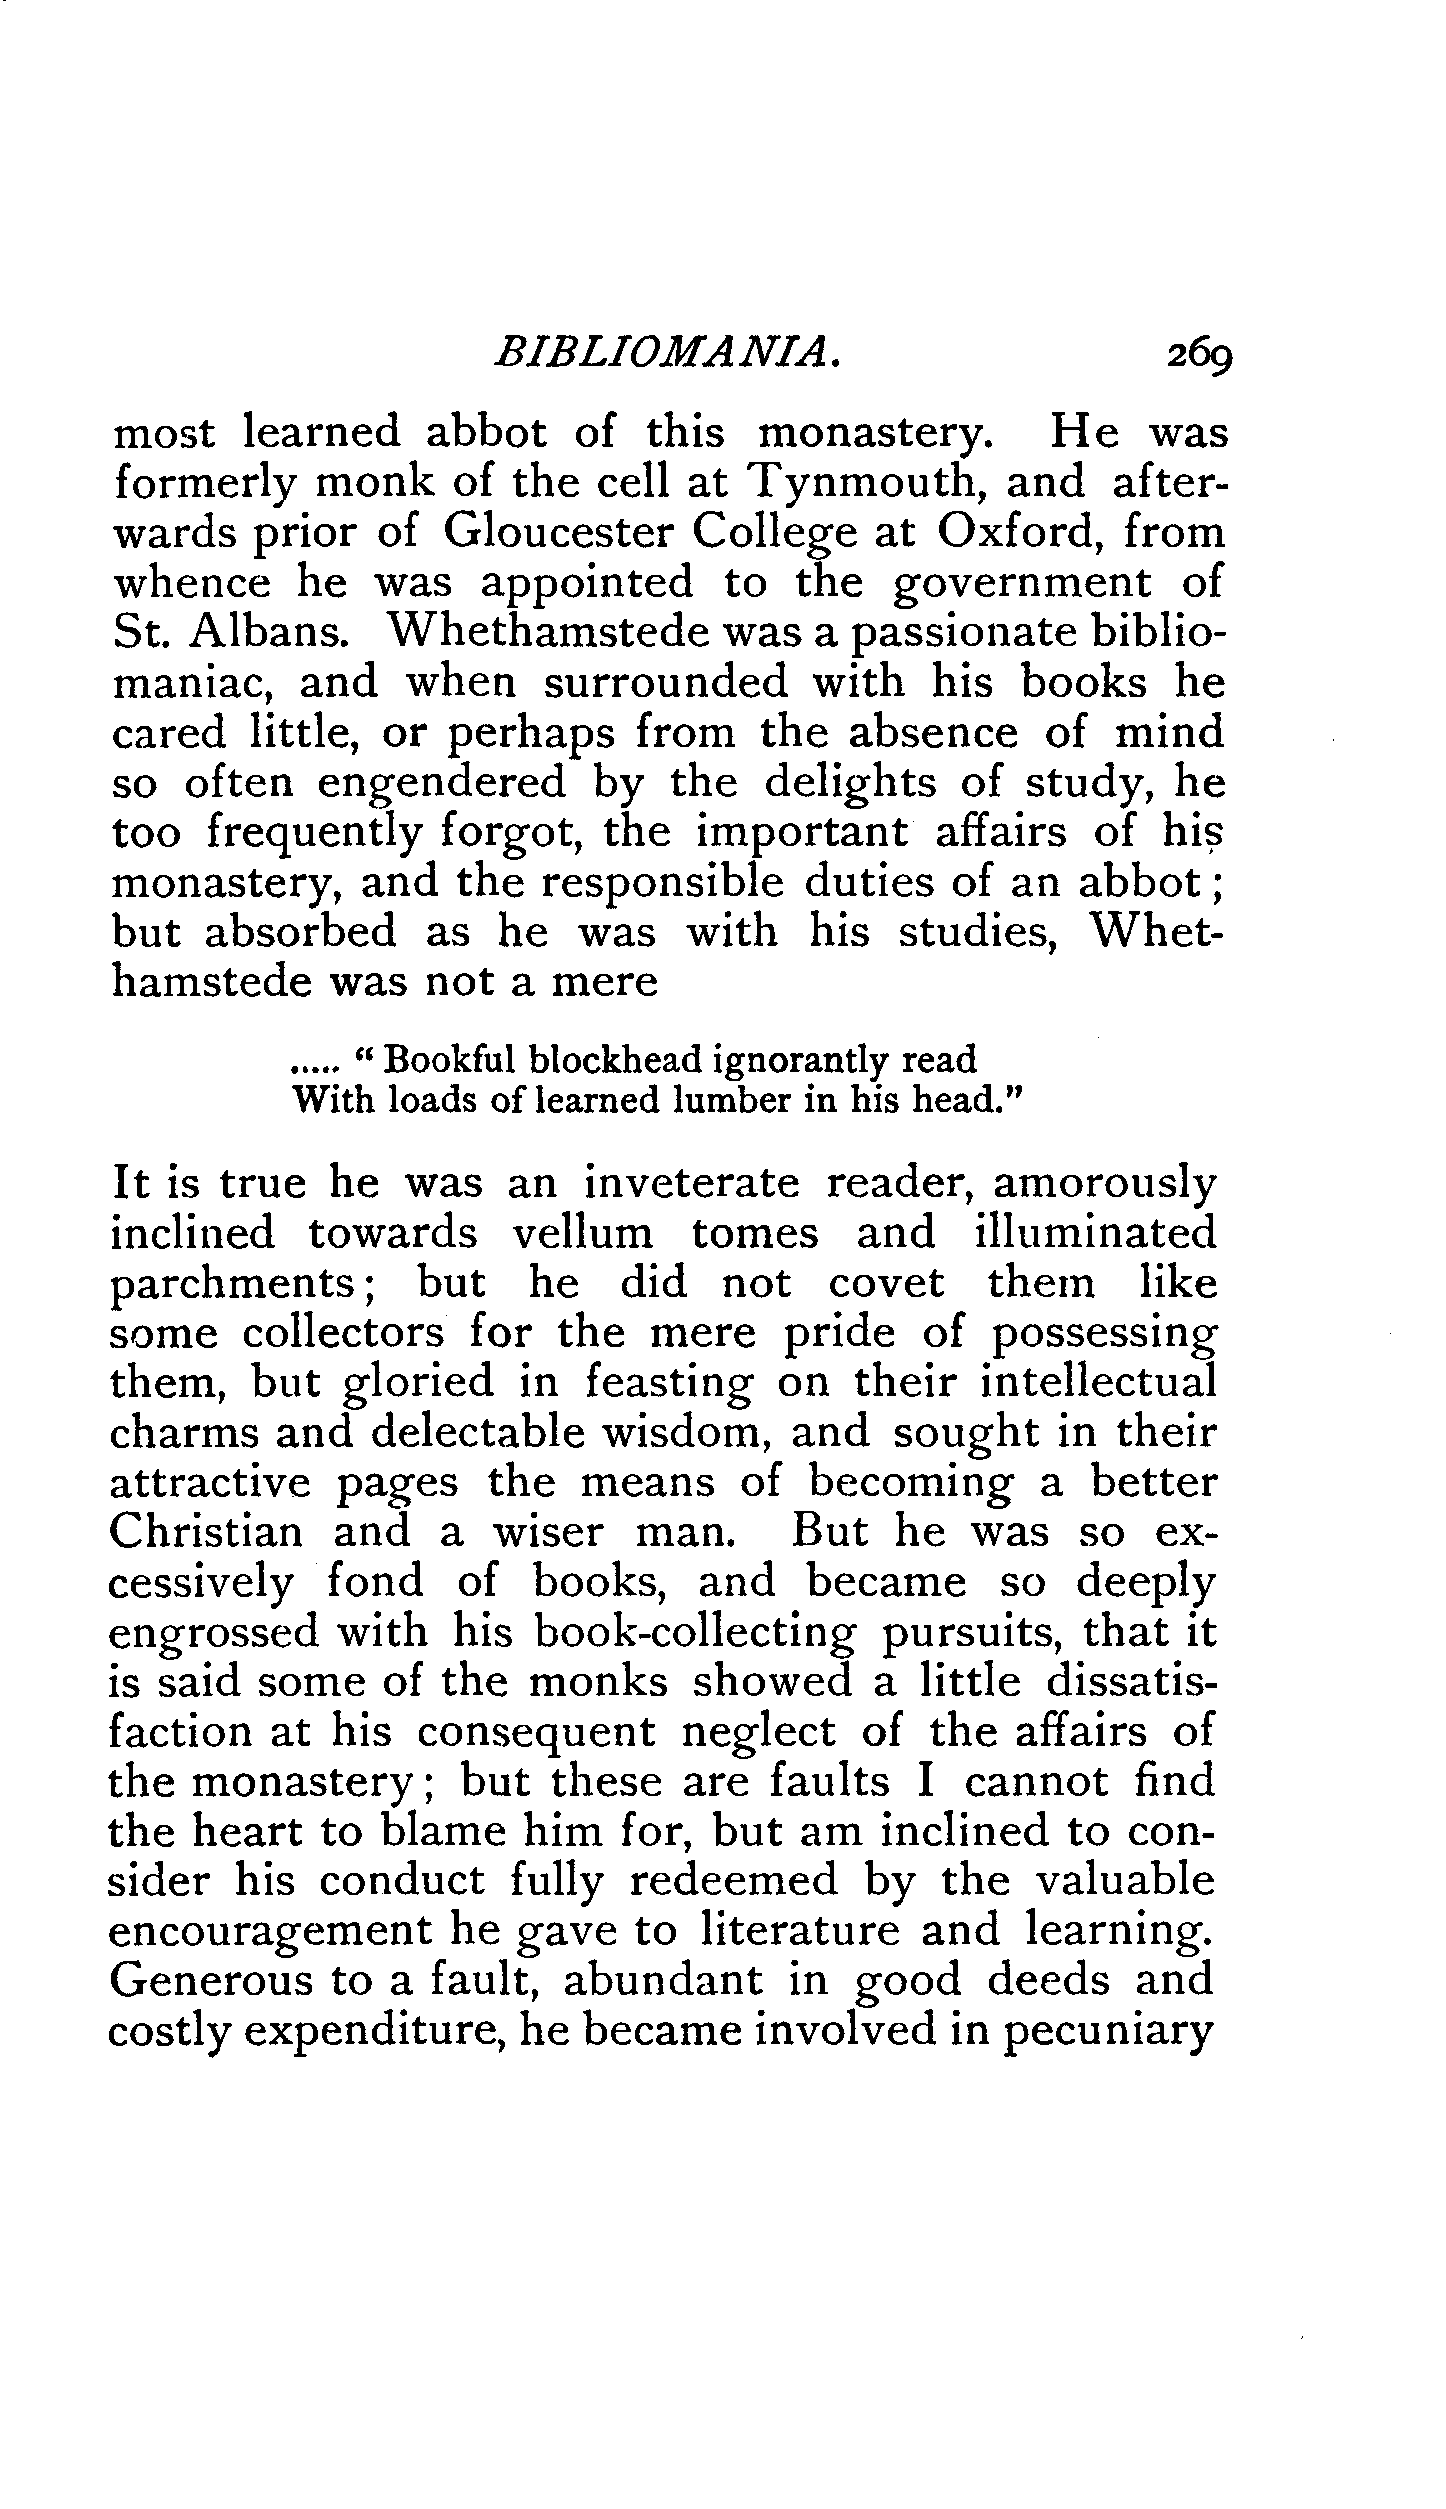 BIBLIOMANIA. 269
most learned abbot of this monastery. He was
formerly monk of the cell at Tynmouth, and after-
wards prior of Gloucester College at Oxford, from
whence he was appointed to the government of
St. Albans. Whethamstede was a passionate biblio-
maniac, and when surrounded with his books he
cared little, or perhaps from the absence of mind
so often engendered by the delights of study, he
too frequently forgot, the important affairs of his
monastery, and the responsible duties of an abbot ;
but absorbed as he was with his studies, Whet-
hamstede was not a mere
..... “ Bookful blockhead ignorantly read
With loads of learned lumber in his head.”
It is true he was an inveterate reader, amorously
inclined towards vellum tomes and illuminated
parchments ; but he did not covet them like
some collectors for the mere pride of possessing
them, but gloried in feasting on their intellectual
charms and delectable wisdom, and sought in their
attractive pages the means of becoming a better
Christian and a wiser man. But he was so ex-
cessively fond of books, and became so deeply
engrossed with his book-collecting pursuits, that it
is said some of the monks showed a little dissatis-
faction at his consequent neglect of the affairs of
the monastery ; but these are faults I cannot find
the heart to blame him for, but am inclined to con-
sider his conduct fully redeemed by the valuable
encouragement he gave to literature and learning.
Generous to a fault, abundant in good deeds and
costly expenditure, he became involved in pecuniary